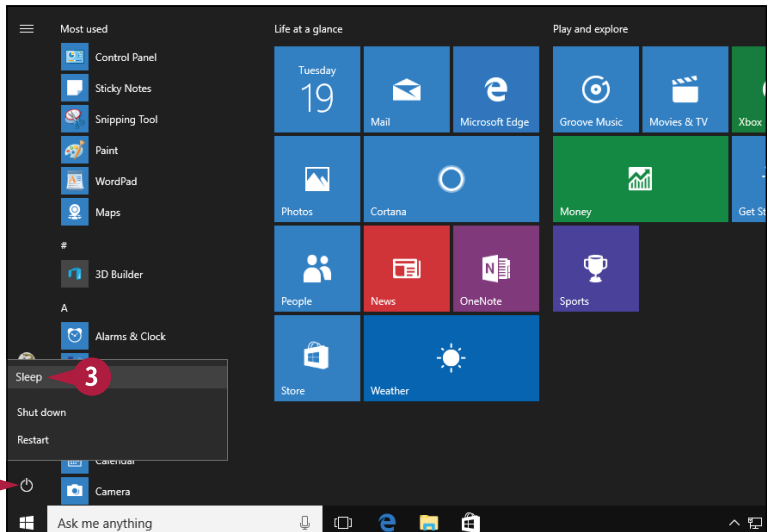 Most used
Control Panel
Sticky Notes
Snipping Tool
Paint
WordPad
Maps
#
3D Builder
A
Alarms & Clock
Sleep
3
Shut down
Restart
Calendar
Camera
Ask me anything
Life at a glance
Tuesday
19
Mail
Microsoft Edge
Photos
Cortana
People
News
OneNote
Store
Weather
Play and explore
Groove Music
Movies & TV
Xbox
Money
Get St
Sports